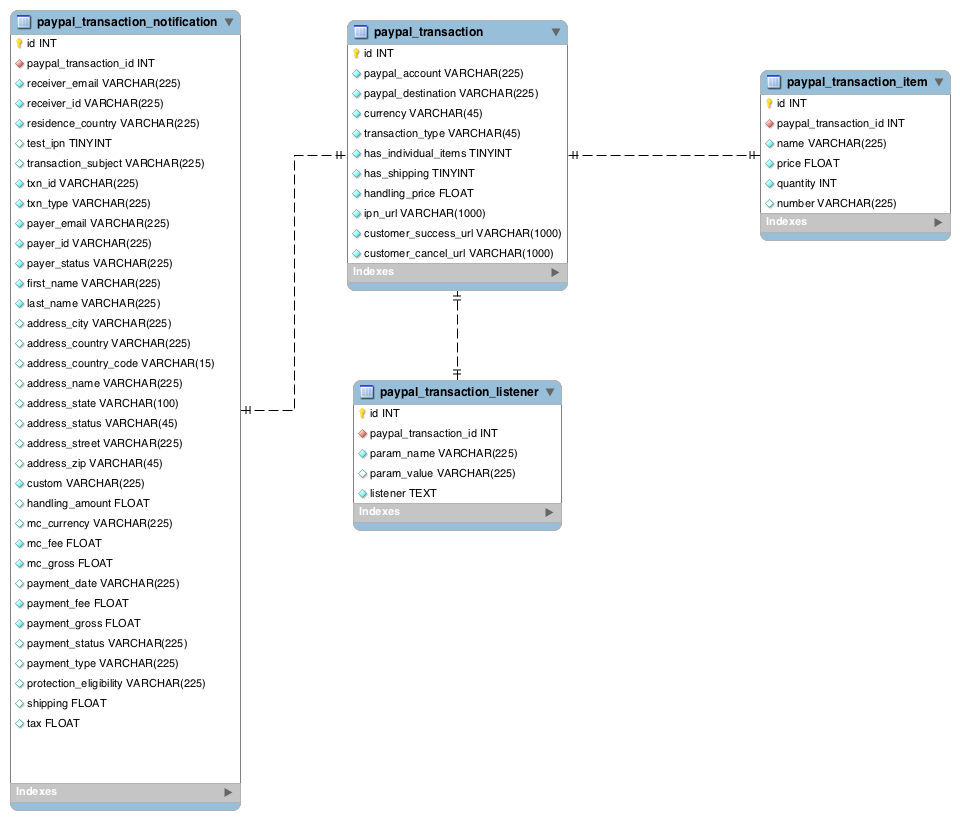 paypal_transaction_notification
id INT
paypal_transaction_id INT
receiver_email VARCHAR(225)
receiver_id VARCHAR(225)
residence_country VARCHAR(225)
test_ipn TINYINT
transaction_subject VARCHAR(225)
txn_id VARCHAR(225)
txn_type VARCHAR(225)
payer_email VARCHAR(225)
payer_id VARCHAR(225)
payer_status VARCHAR(225)
first_name VARCHAR(225)
last_name VARCHAR(225)
address_city VARCHAR(225)
address_country VARCHAR(225)
address_country_code VARCHAR(15)
address_name VARCHAR(225)
address_state VARCHAR(100)
address_status VARCHAR(45)
address_street VARCHAR(225)
address_zip VARCHAR(45)
custom VARCHAR(225)
handling_amount FLOAT
mc_currency VARCHAR(225)
mc_fee FLOAT
mc_gross FLOAT
payment_date VARCHAR(225)
payment_fee FLOAT
payment_gross FLOAT
payment_status VARCHAR(225)
payment_type VARCHAR(225)
protection_eligibility VARCHAR(225)
shipping FLOAT
tax FLOAT
Indexes
paypal_transaction
id INT
paypal_account VARCHAR(225)
paypal_destination VARCHAR(225)
currency VARCHAR(45)
transaction_type VARCHAR(45)
has_individual_items TINYINT
has_shipping TINYINT
handling_price FLOAT
ipn_url VARCHAR(1000)
customer_success_url VARCHAR(1000)
customer_cancel_url VARCHAR(1000)
Indexes
paypal_transaction_listener
id INT
paypal_transaction_id INT
param_name VARCHAR(225)
param_value VARCHAR(225)
listener TEXT
Indexes
paypal_transaction_item
id INT
paypal_transaction_id INT
name VARCHAR(225)
price FLOAT
quantity INT
number VARCHAR(225)
Indexes